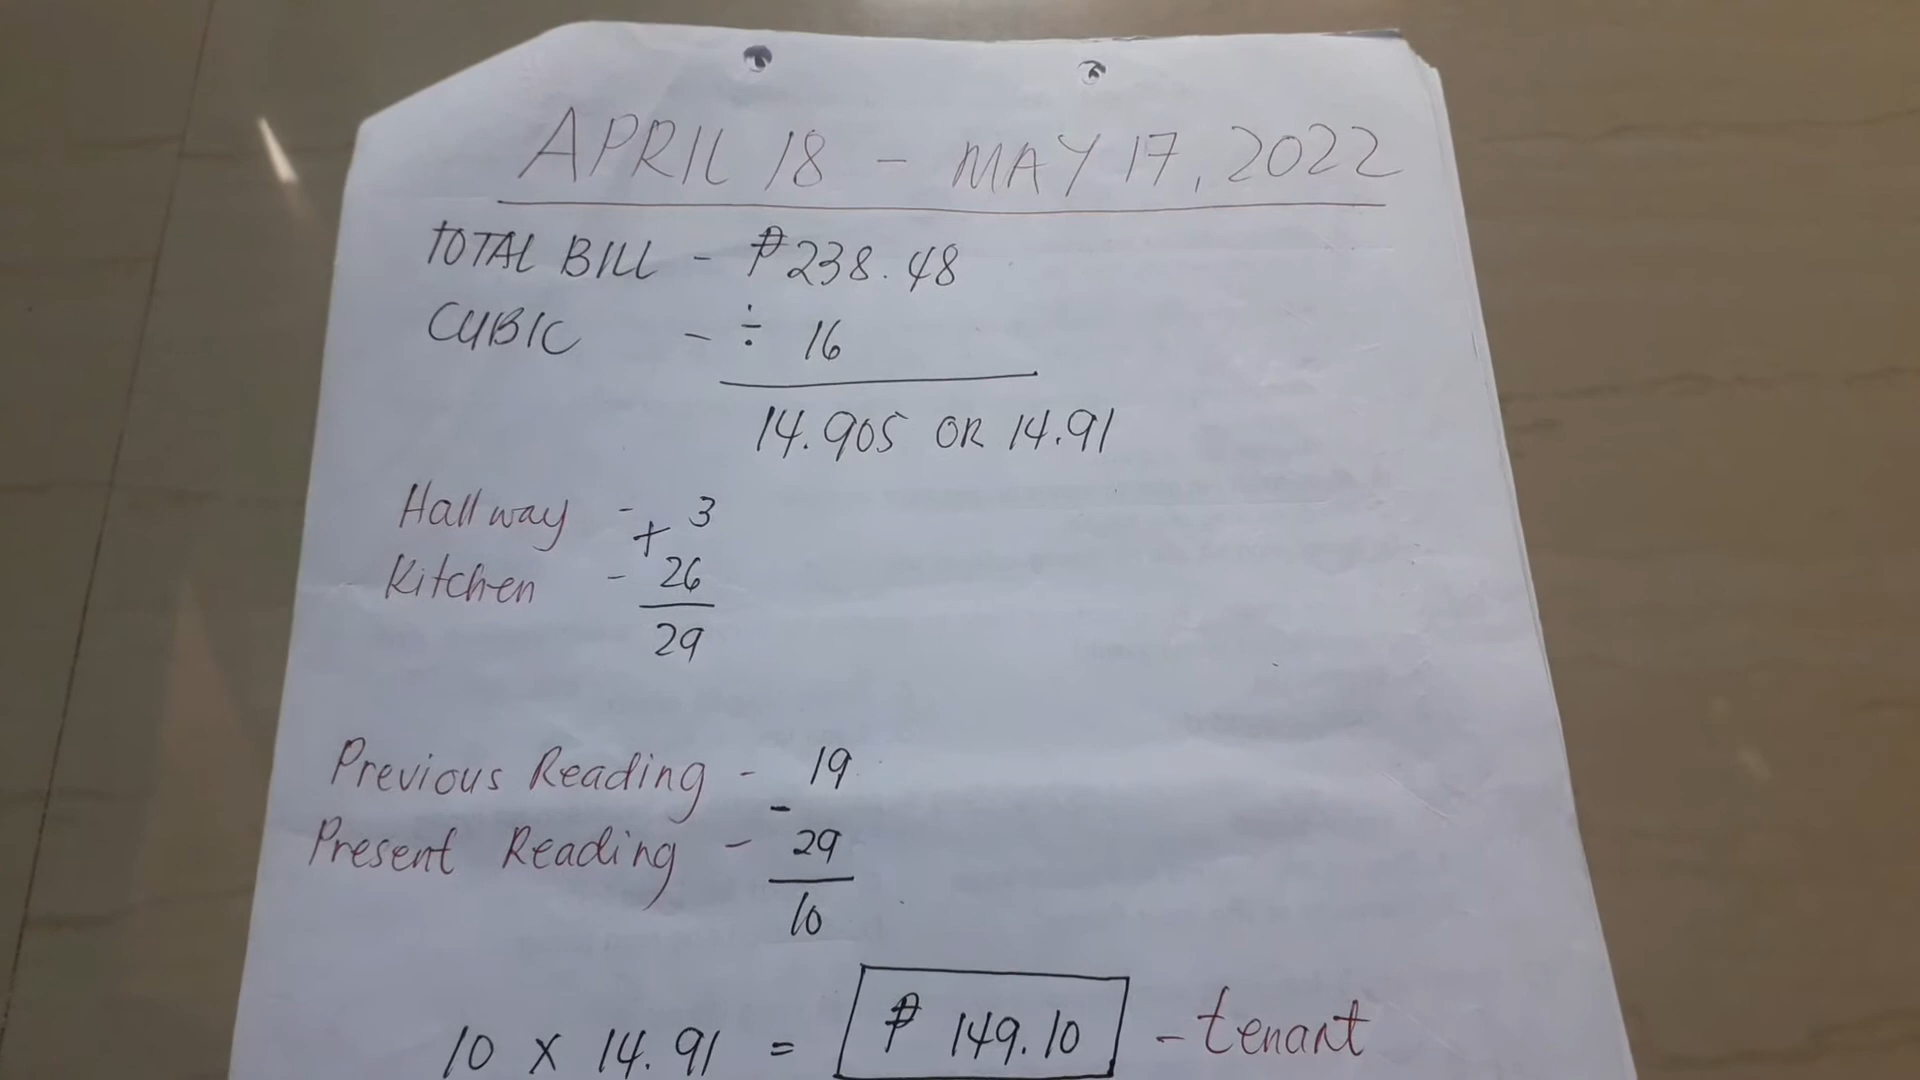 APRIL 18 - MAY 17, 2022
TOTAL BILL - ₱238.48
CUBIC - ÷ 16
14.905 OR 14.91
Hallway - + 3
Kitchen - 26
29
Previous Reading - 19
-
Present Reading - 29
10
10 x 14.91 = ₱ 149.10 - tenant